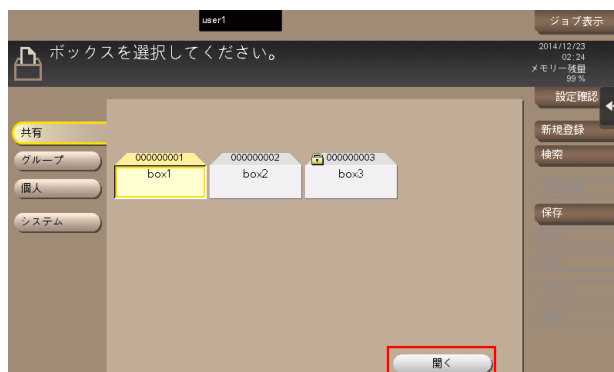 user1
ジョブ表示
ボックスを選択してください。
2014/12/23
02:24
メモリー残量
99 %
設定確認
共有
グループ
個人
システム
000000001
box1
000000002
box2
000000003
box3
新規登録
検索
保存
開く